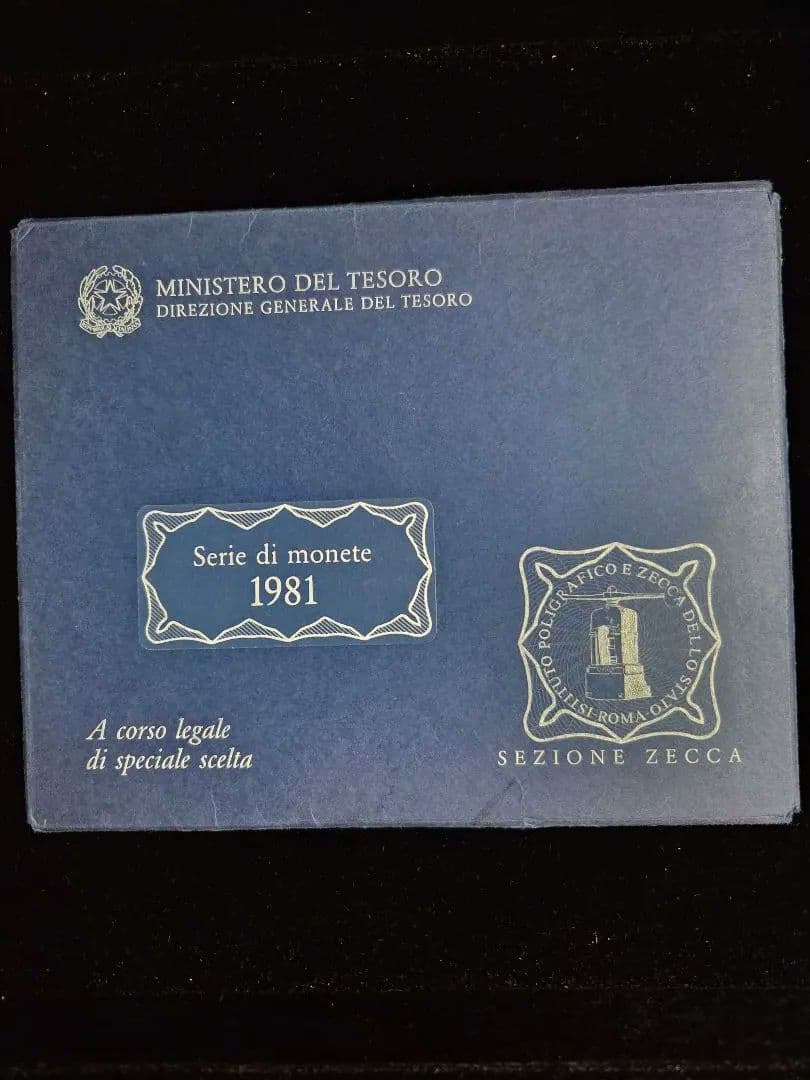 MINISTERO DEL TESORO
DIREZIONE GENERALE DEL TESORO
Serie di monete
1981
A corso legale
di speciale scelta
ISTITUTO POLIGRAFICO E ZECCA DELLO STATO-ROMA-
SEZIONE ZECCA